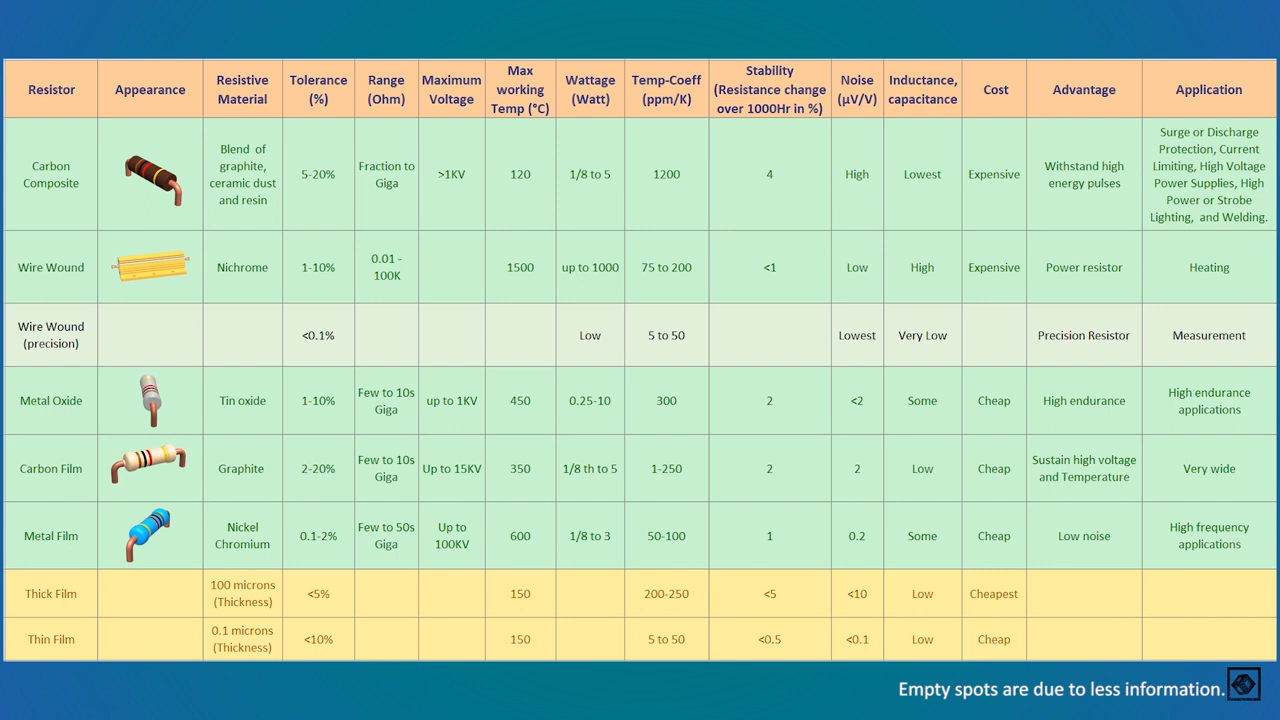 Resistor
Appearance
Resistive
Material
Tolerance
(%)
Range
(Ohm)
Maximum
Voltage
Max
working
Temp (°C)
Wattage
(Watt)
Temp-Coeff
(ppm/K)
Stability
(Resistance change
over 1000Hr in %)
Noise
(μV/V)
Inductance,
capacitance
Cost
Advantage
Application
Carbon
Composite
Blend of
graphite,
ceramic dust
and resin
5-20%
Fraction to
Giga
>1KV
120
1/8 to 5
1200
4
High
Lowest
Expensive
Withstand high
energy pulses
Surge or Discharge
Protection, Current
Limiting, High Voltage
Power Supplies, High
Power or Strobe
Lighting, and Welding.
Wire Wound
Nichrome
1-10%
0.01 -
100K
1500
up to 1000
75 to 200
<1
Low
High
Expensive
Power resistor
Heating
Wire Wound
(precision)
<0.1%
Low
5 to 50
Lowest
Very Low
Precision Resistor
Measurement
Metal Oxide
Tin oxide
1-10%
Few to 10s
Giga
up to 1KV
450
0.25-10
300
2
<2
Some
Cheap
High endurance
High endurance
applications
Carbon Film
Graphite
2-20%
Few to 10s
Giga
Up to 15KV
350
1/8 th to 5
1-250
2
2
Low
Cheap
Sustain high voltage
and Temperature
Very wide
Metal Film
Nickel
Chromium
0.1-2%
Few to 50s
Giga
Up to
100KV
600
1/8 to 3
50-100
1
0.2
Some
Cheap
Low noise
High frequency
applications
Thick Film
100 microns
(Thickness)
<5%
150
200-250
<5
<10
Low
Cheapest
Thin Film
0.1 microns
(Thickness)
<10%
150
5 to 50
<0.5
<0.1
Low
Cheap
Empty spots are due to less information.